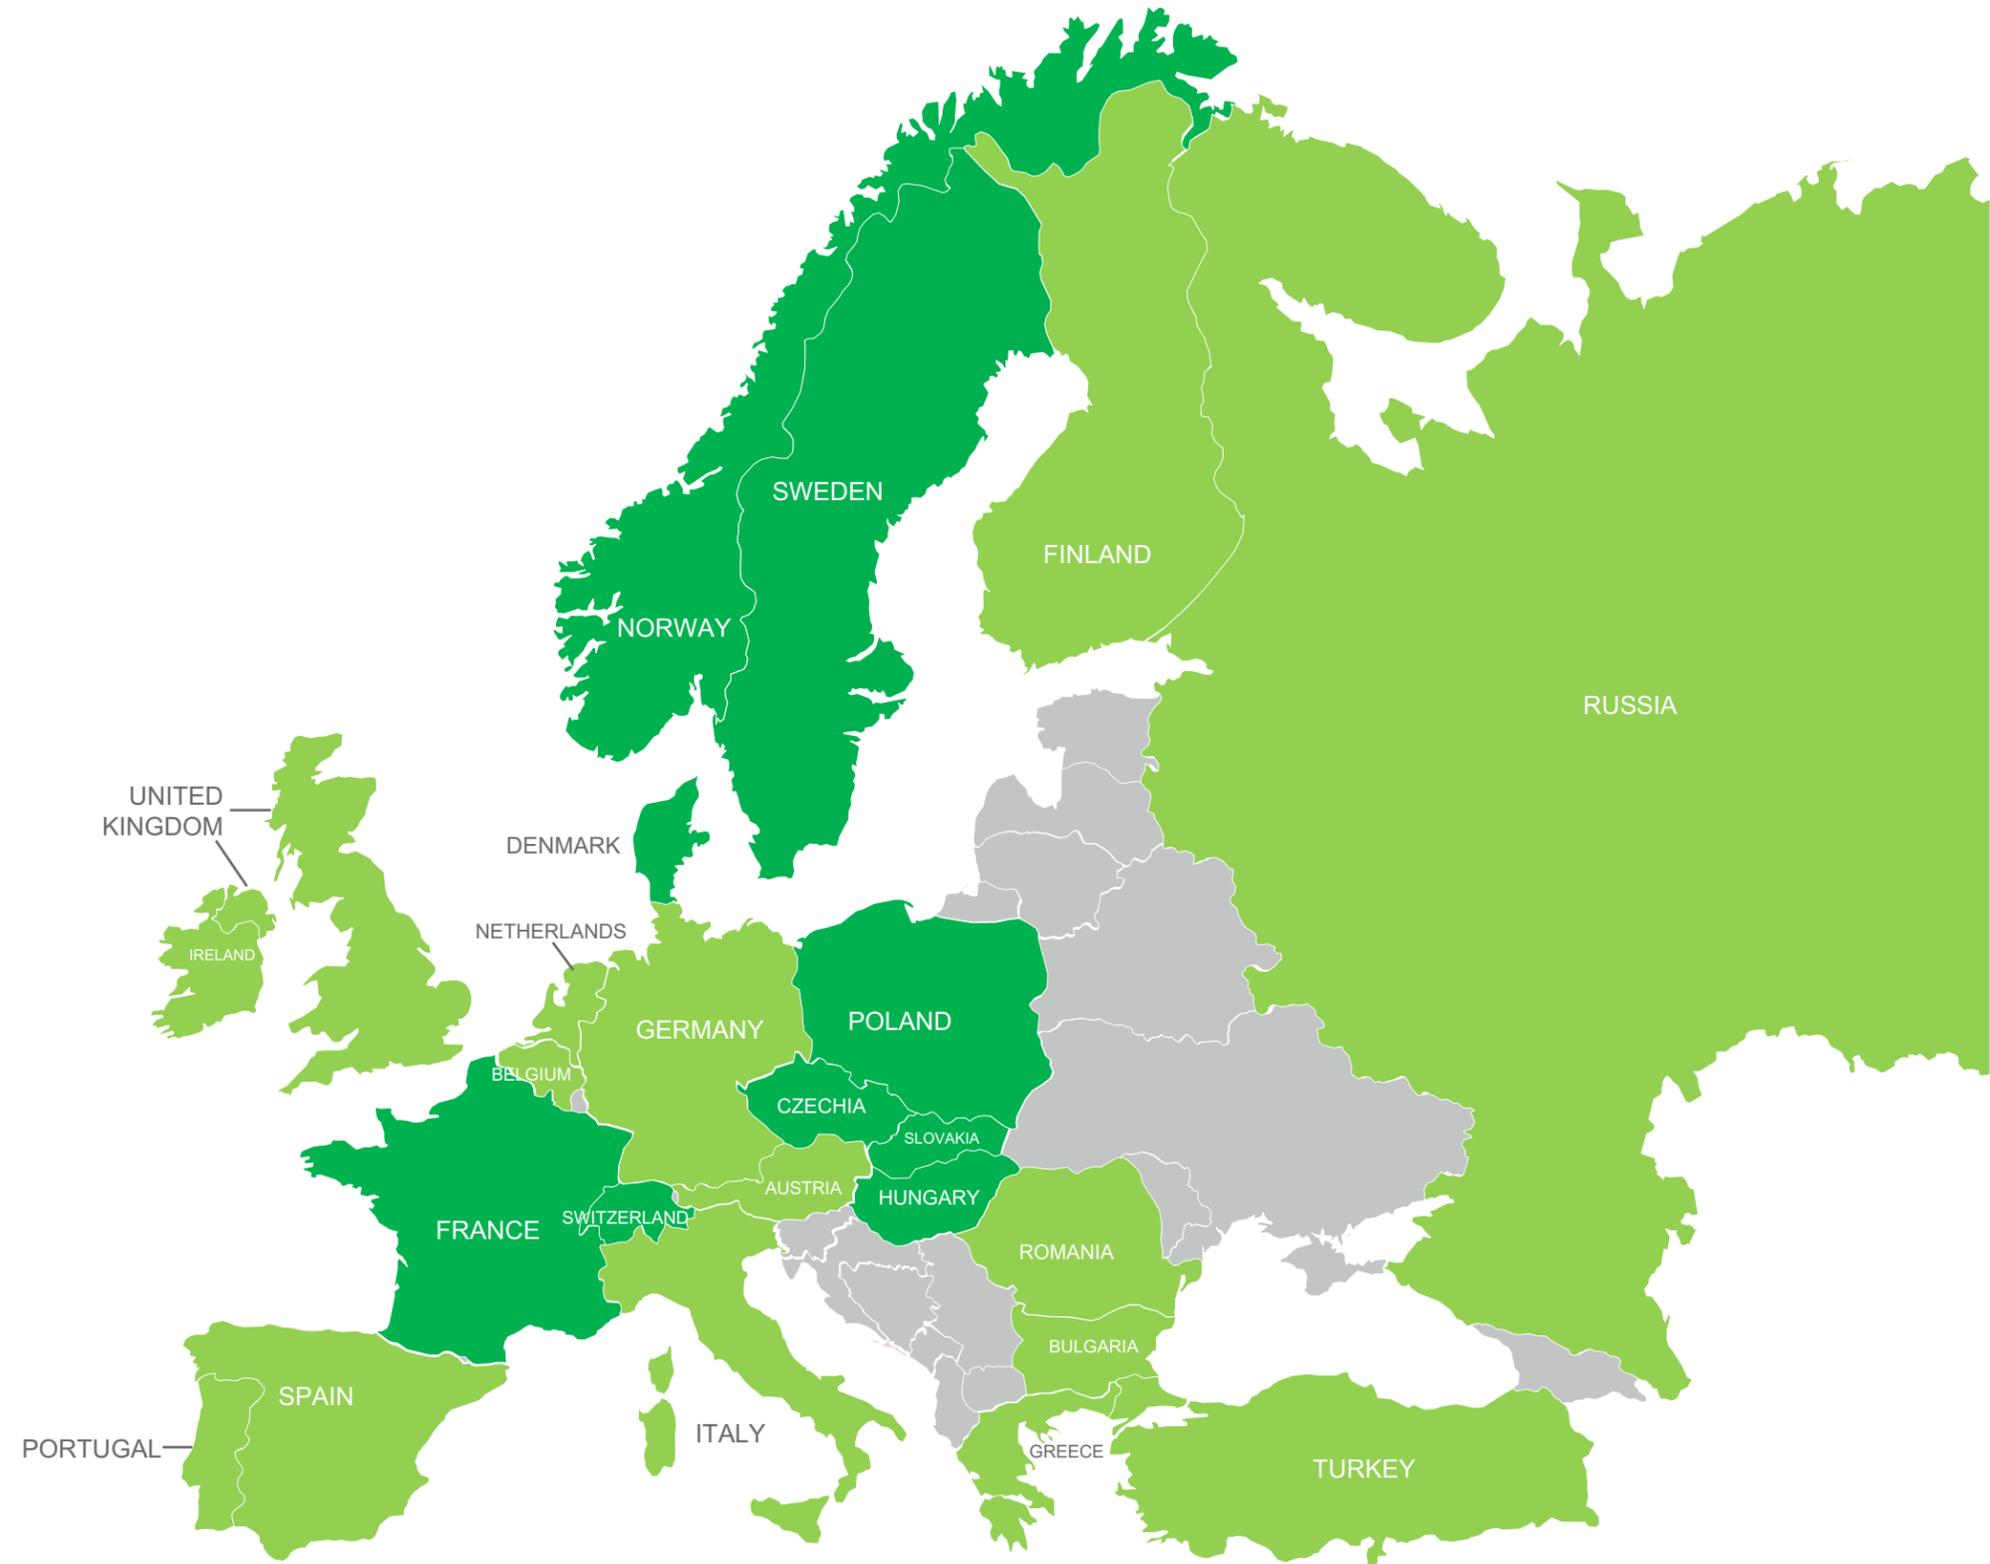 SWEDEN
FINLAND
NORWAY
RUSSIA
UNITED
KINGDOM
DENMARK
NETHERLANDS
IRELAND
GERMANY
POLAND
BELGIUM
CZECHIA
SLOVAKIA
AUSTRIA
HUNGARY
SWITZERLAND
FRANCE
ROMANIA
BULGARIA
SPAIN
ITALY
PORTUGAL
GREECE
TURKEY